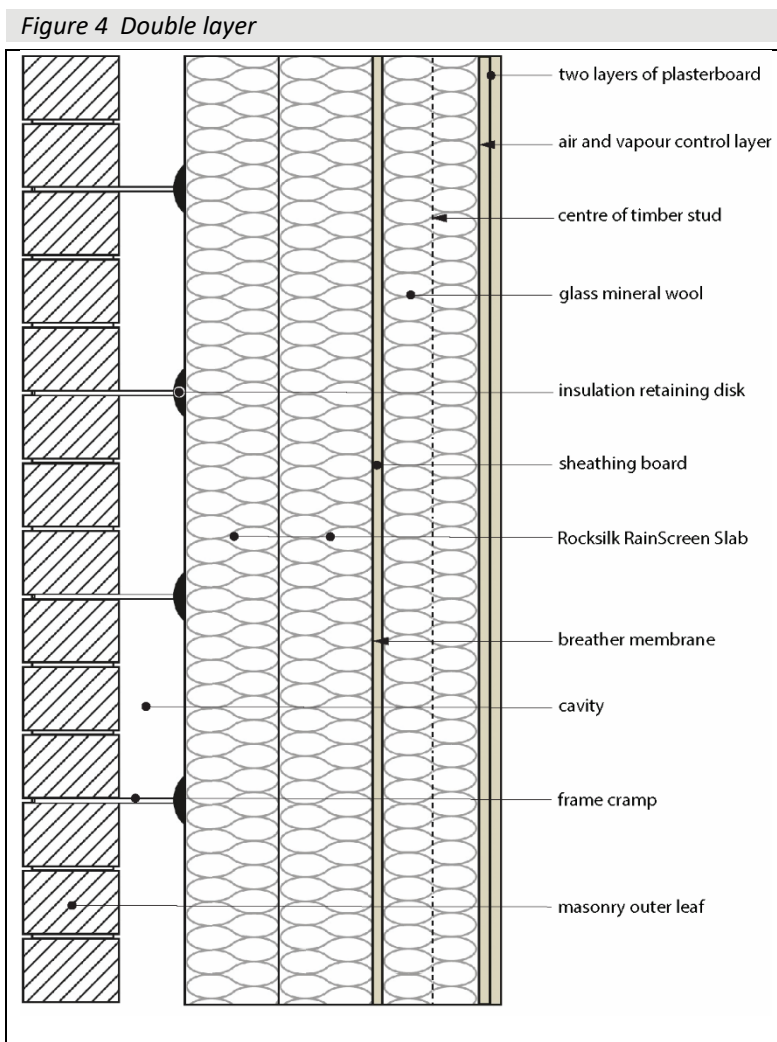 Figure 4 Double layer
two layers of plasterboard
air and vapour control layer
centre of timber stud
glass mineral wool
insulation retaining disk
sheathing board
Rocksilk RainScreen Slab
breather membrane
cavity
frame cramp
masonry outer leaf